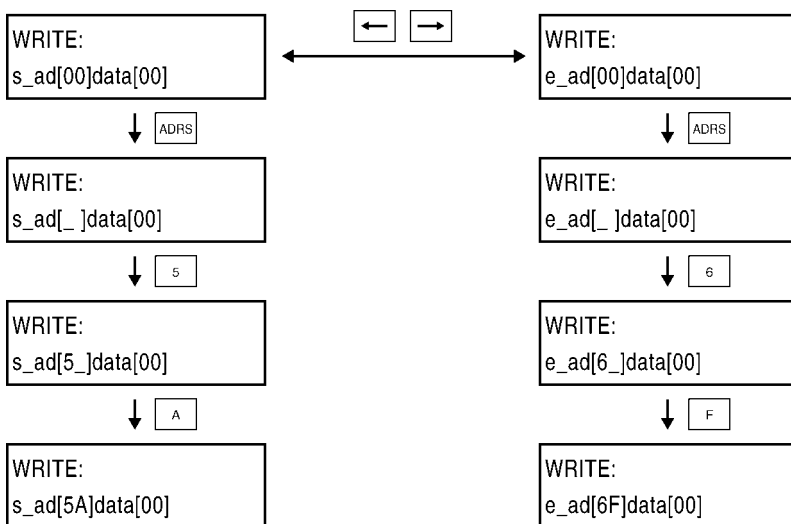 ← →
WRITE:
s_ad[00]data[00]
WRITE:
e_ad[00]data[00]
ADRS
ADRS
WRITE:
s_ad[_ ]data[00]
WRITE:
e_ad[_ ]data[00]
5
6
WRITE:
s_ad[5_]data[00]
WRITE:
e_ad[6_]data[00]
A
F
WRITE:
s_ad[5A]data[00]
WRITE:
e_ad[6F]data[00]